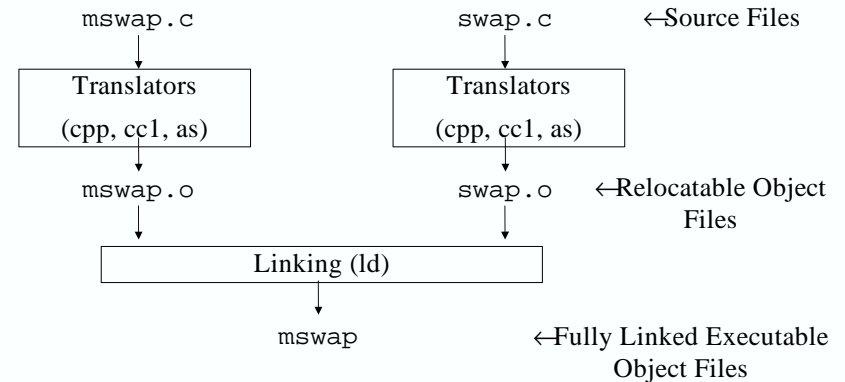 mswap.c swap.c ←Source Files
Translators Translators
(cpp, cc1, as) (cpp, cc1, as)
mswap.o swap.o ←Relocatable Object
Files
Linking (ld)
mswap ←Fully Linked Executable
Object Files